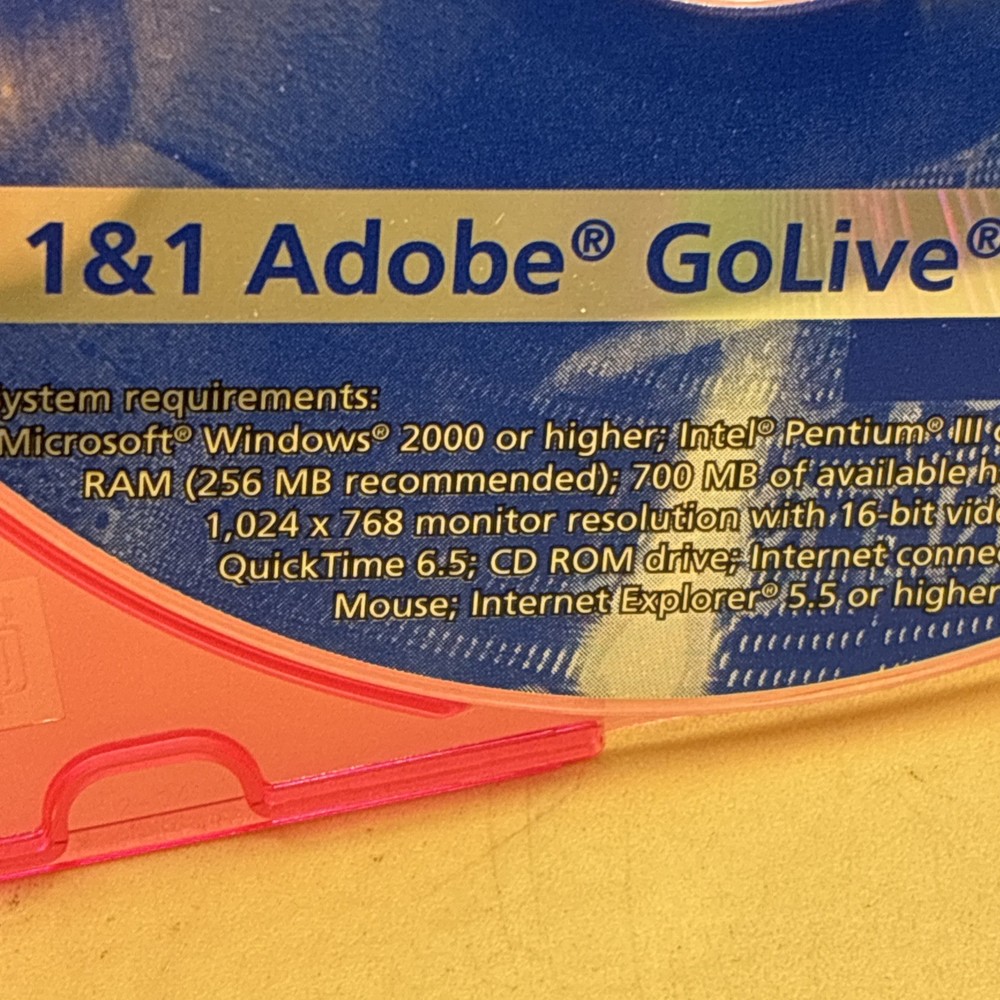 1&1 Adobe® GoLive®
ystem requirements:
Microsoft® Windows® 2000 or higher; Intel® Pentium® III
RAM (256 MB recommended); 700 MB of available h
1,024 x 768 monitor resolution with 16-bit vide
QuickTime 6.5; CD ROM drive; Internet connec
Mouse; Internet Explorer® 5.5 or higher